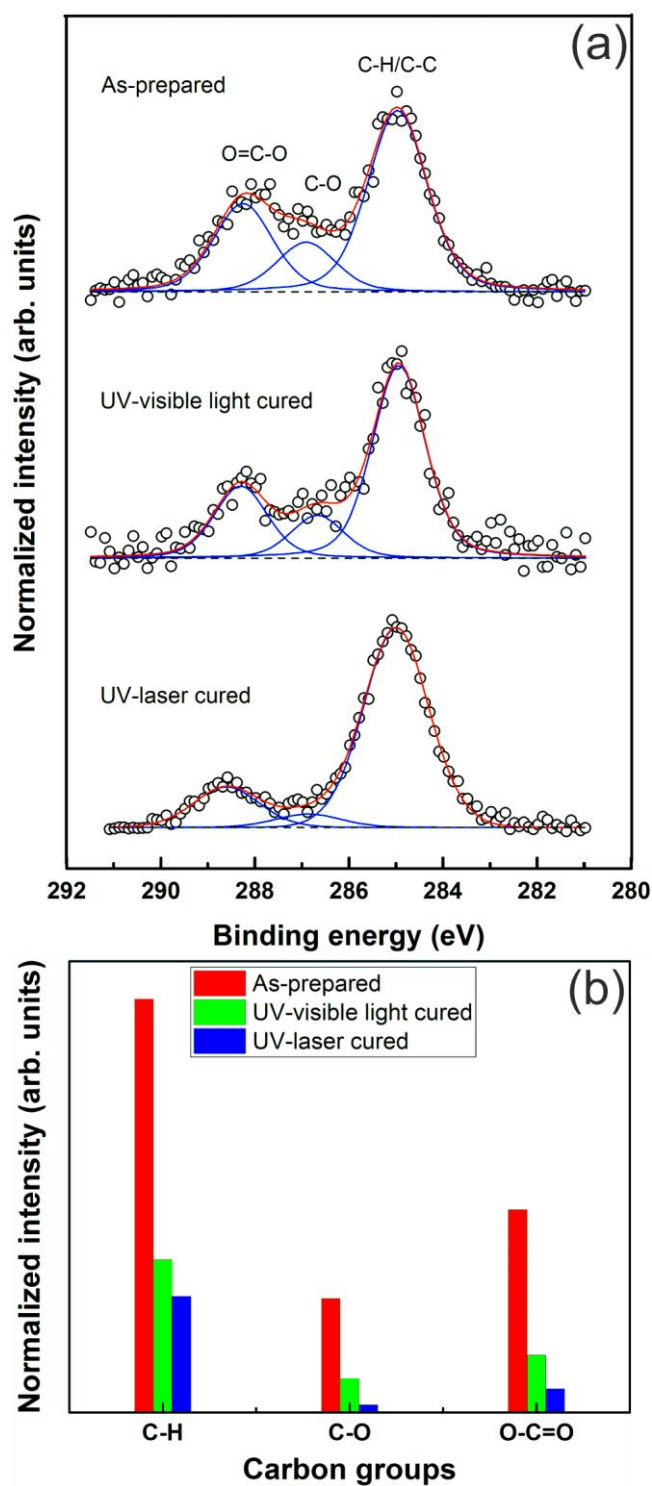 (a)
C-H/C-C
As-prepared
O=C-O
C-O
UV-visible light cured
UV-laser cured
Normalized intensity (arb. units)
292 290 288 286 284 282 280
Binding energy (eV)
(b)
As-prepared
UV-visible light cured
UV-laser cured
Normalized intensity (arb. units)
C-H C-O O-C=O
Carbon groups